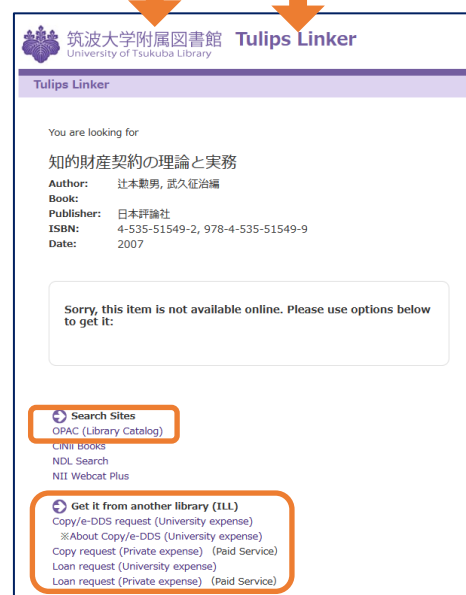 筑波大学附属図書館 Tulips Linker
University of Tsukuba Library
Tulips Linker
You are looking for
知的財産契約の理論と実務
Author: 辻本勲男, 武久征治編
Book:
Publisher: 日本評論社
ISBN: 4-535-51549-2, 978-4-535-51549-9
Date: 2007
Sorry, this item is not available online. Please use options below
to get it:
Search Sites
OPAC (Library Catalog)
CiNii Books
NDL Search
NII Webcat Plus
Get it from another library (ILL)
Copy/e-DDS request (University expense)
※About Copy/e-DDS (University expense)
Copy request (Private expense) （Paid Service）
Loan request (University expense)
Loan request (Private expense) （Paid Service）